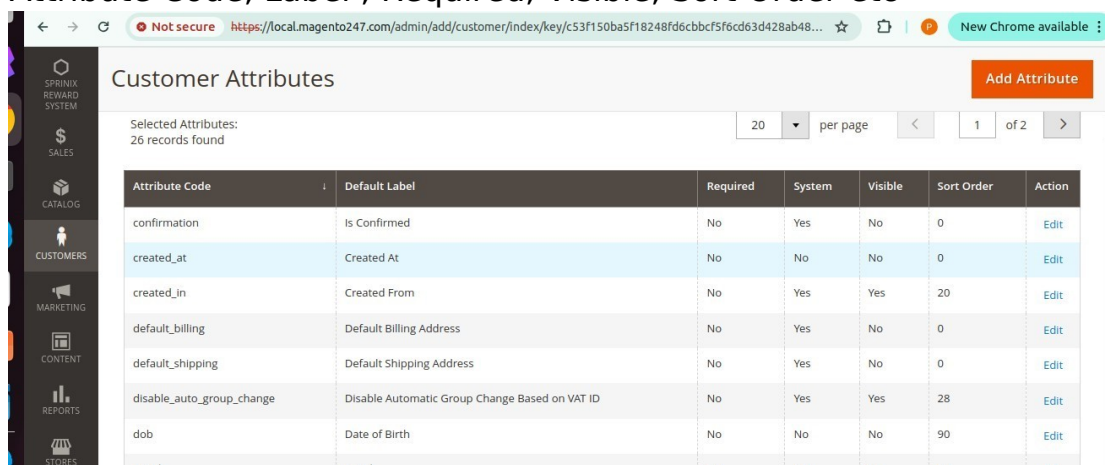 Attribute Code, Label , Required, Visible, Sort Order etc
Not secure https://local.magento247.com/admin/add/customer/index/key/c53f150ba5f18248fd6cbbcf5f6cd63d428ab48... P New Chrome available
SPRINIX REWARD SYSTEM
Customer Attributes
Add Attribute
Selected Attributes:
26 records found
20 per page 1 of 2
$
SALES
CATALOG
CUSTOMERS
MARKETING
CONTENT
REPORTS
STORES
Attribute Code ↓ Default Label Required System Visible Sort Order Action
confirmation Is Confirmed No Yes No 0 Edit
created_at Created At No No No 0 Edit
created_in Created From No Yes Yes 20 Edit
default_billing Default Billing Address No Yes No 0 Edit
default_shipping Default Shipping Address No Yes No 0 Edit
disable_auto_group_change Disable Automatic Group Change Based on VAT ID No Yes Yes 28 Edit
dob Date of Birth No No No 90 Edit